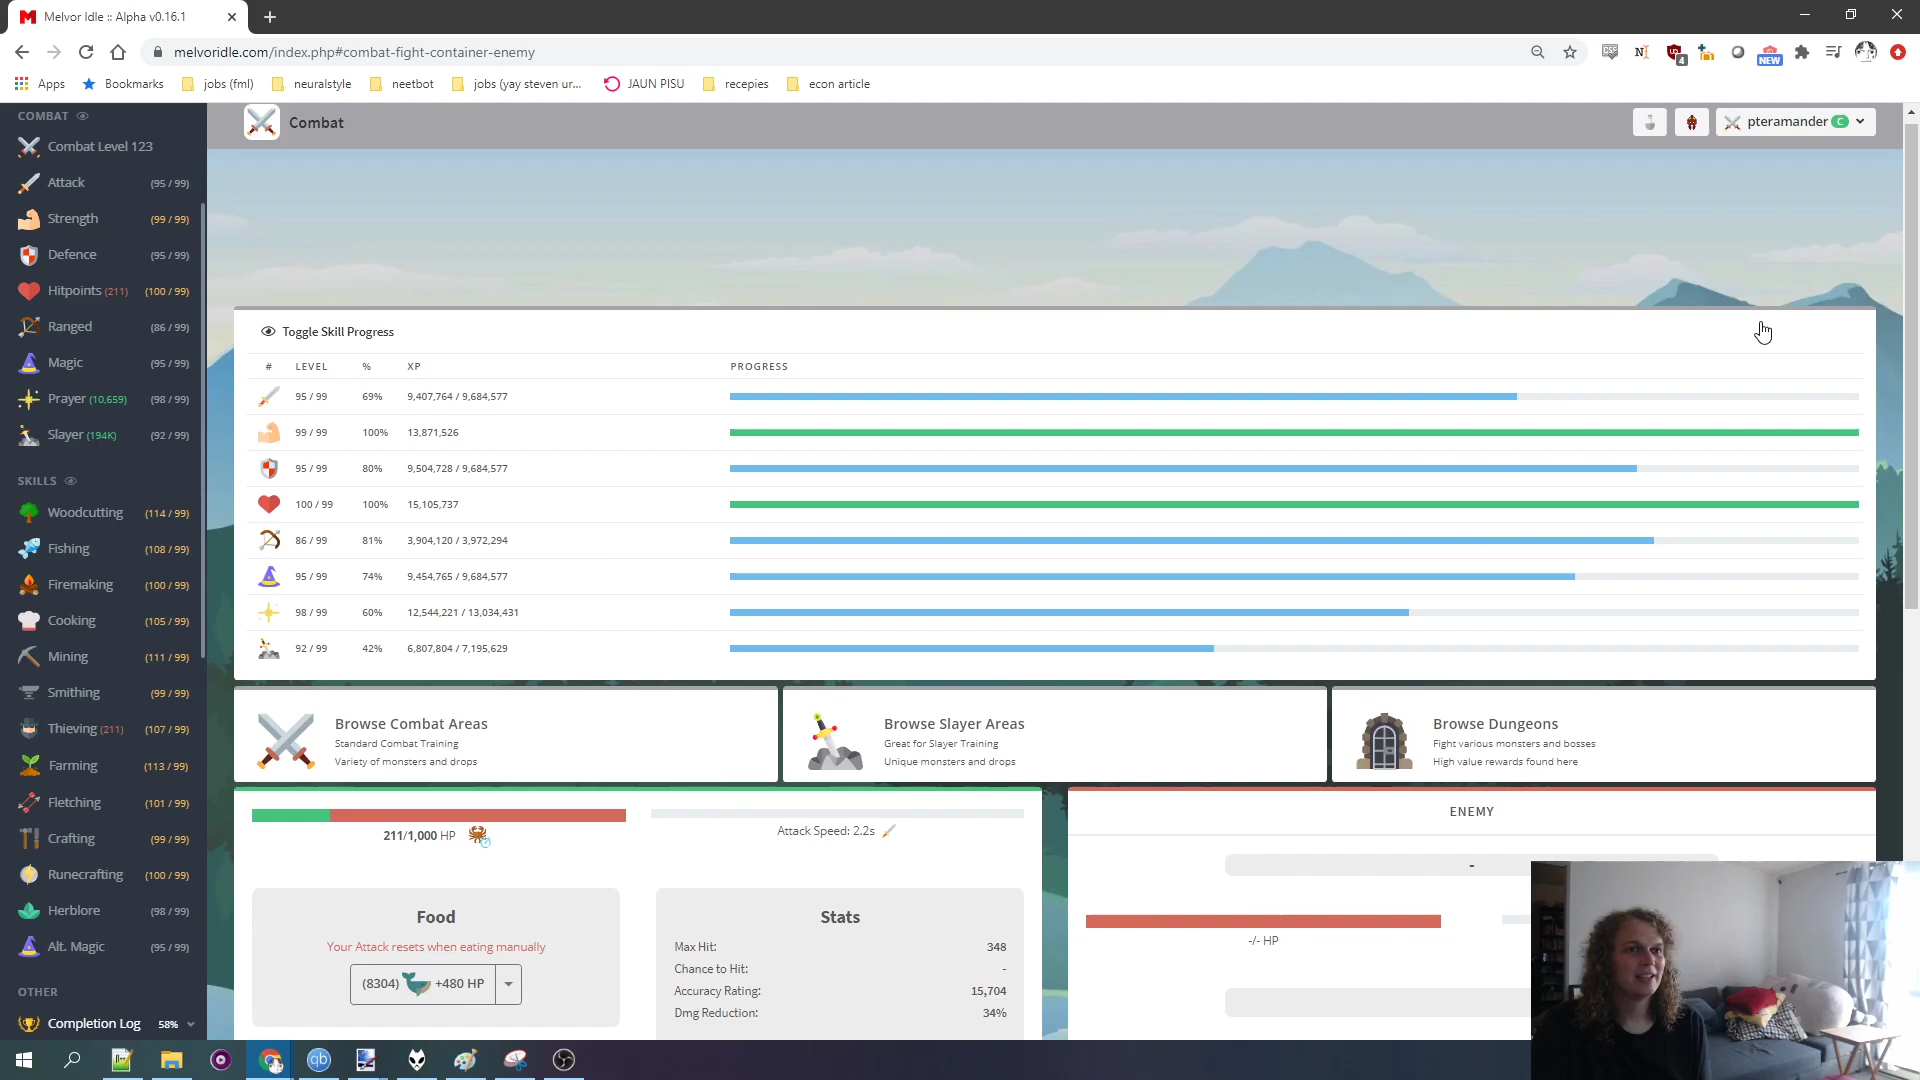 Melvor Idle :: Alpha v0.16.1
melvoridle.com/index.php#combat-fight-container-enemy
4
NEW
Apps
Bookmarks
jobs (fml)
neuralstyle
neetbot
jobs (yay steven ur...
JAUN PISU
recepies
econ article
COMBAT
Combat Level 123
Attack (95 / 99)
Strength (99 / 99)
Defence (95 / 99)
Hitpoints (211) (100 / 99)
Ranged (86 / 99)
Magic (95 / 99)
Prayer (10,659) (98 / 99)
Slayer (194K) (92 / 99)
SKILLS
Woodcutting (114 / 99)
Fishing (108 / 99)
Firemaking (100 / 99)
Cooking (105 / 99)
Mining (111 / 99)
Smithing (99 / 99)
Thieving (211) (107 / 99)
Farming (113 / 99)
Fletching (101 / 99)
Crafting (99 / 99)
Runecrafting (100 / 99)
Herblore (98 / 99)
Alt. Magic (95 / 99)
OTHER
Completion Log 58%
Combat
pteramander C
Toggle Skill Progress
# LEVEL % XP PROGRESS
95 / 99 69% 9,407,764 / 9,684,577
99 / 99 100% 13,871,526
95 / 99 80% 9,504,728 / 9,684,577
100 / 99 100% 15,105,737
86 / 99 81% 3,904,120 / 3,972,294
95 / 99 74% 9,454,765 / 9,684,577
98 / 99 60% 12,544,221 / 13,034,431
92 / 99 42% 6,807,804 / 7,195,629
Browse Combat Areas
Standard Combat Training
Variety of monsters and drops
Browse Slayer Areas
Great for Slayer Training
Unique monsters and drops
Browse Dungeons
Fight various monsters and bosses
High value rewards found here
211/1,000 HP
Attack Speed: 2.2s
Food
Your Attack resets when eating manually
(8304) +480 HP
Stats
Max Hit: 348
Chance to Hit: -
Accuracy Rating: 15,704
Dmg Reduction: 34%
ENEMY
-
-/- HP
qb